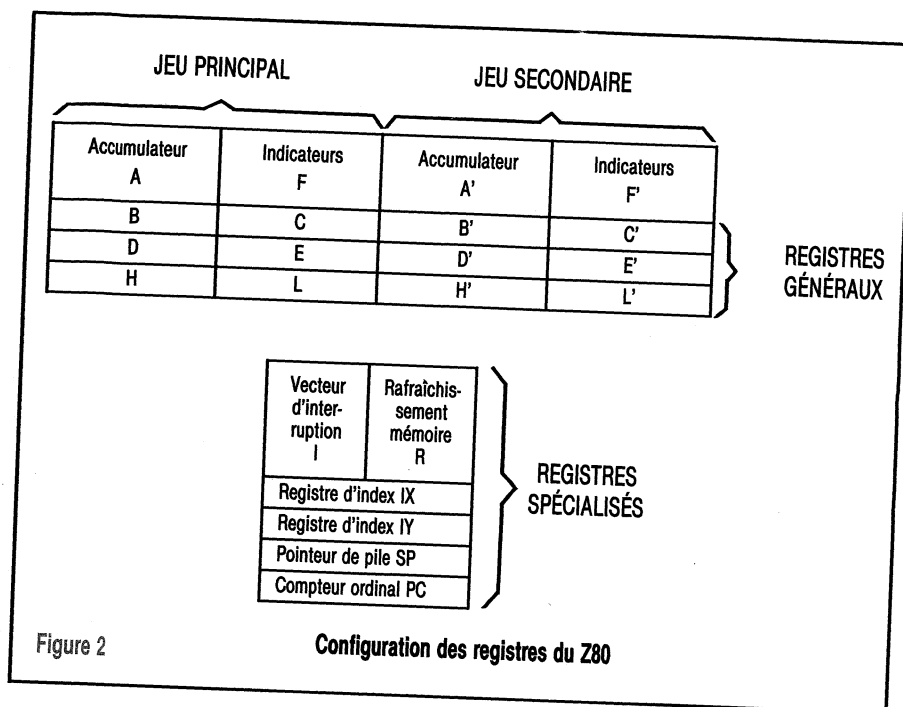 JEU PRINCIPAL
JEU SECONDAIRE
Accumulateur
A
Indicateurs
F
Accumulateur
A'
Indicateurs
F'
B
C
B'
C'
D
E
D'
E'
H
L
H'
L'
REGISTRES
GÉNÉRAUX
Vecteur
d'inter-
ruption
I
Rafraîchis-
sement
mémoire
R
Registre d'index IX
Registre d'index IY
Pointeur de pile SP
Compteur ordinal PC
REGISTRES
SPÉCIALISÉS
Figure 2
Configuration des registres du Z80